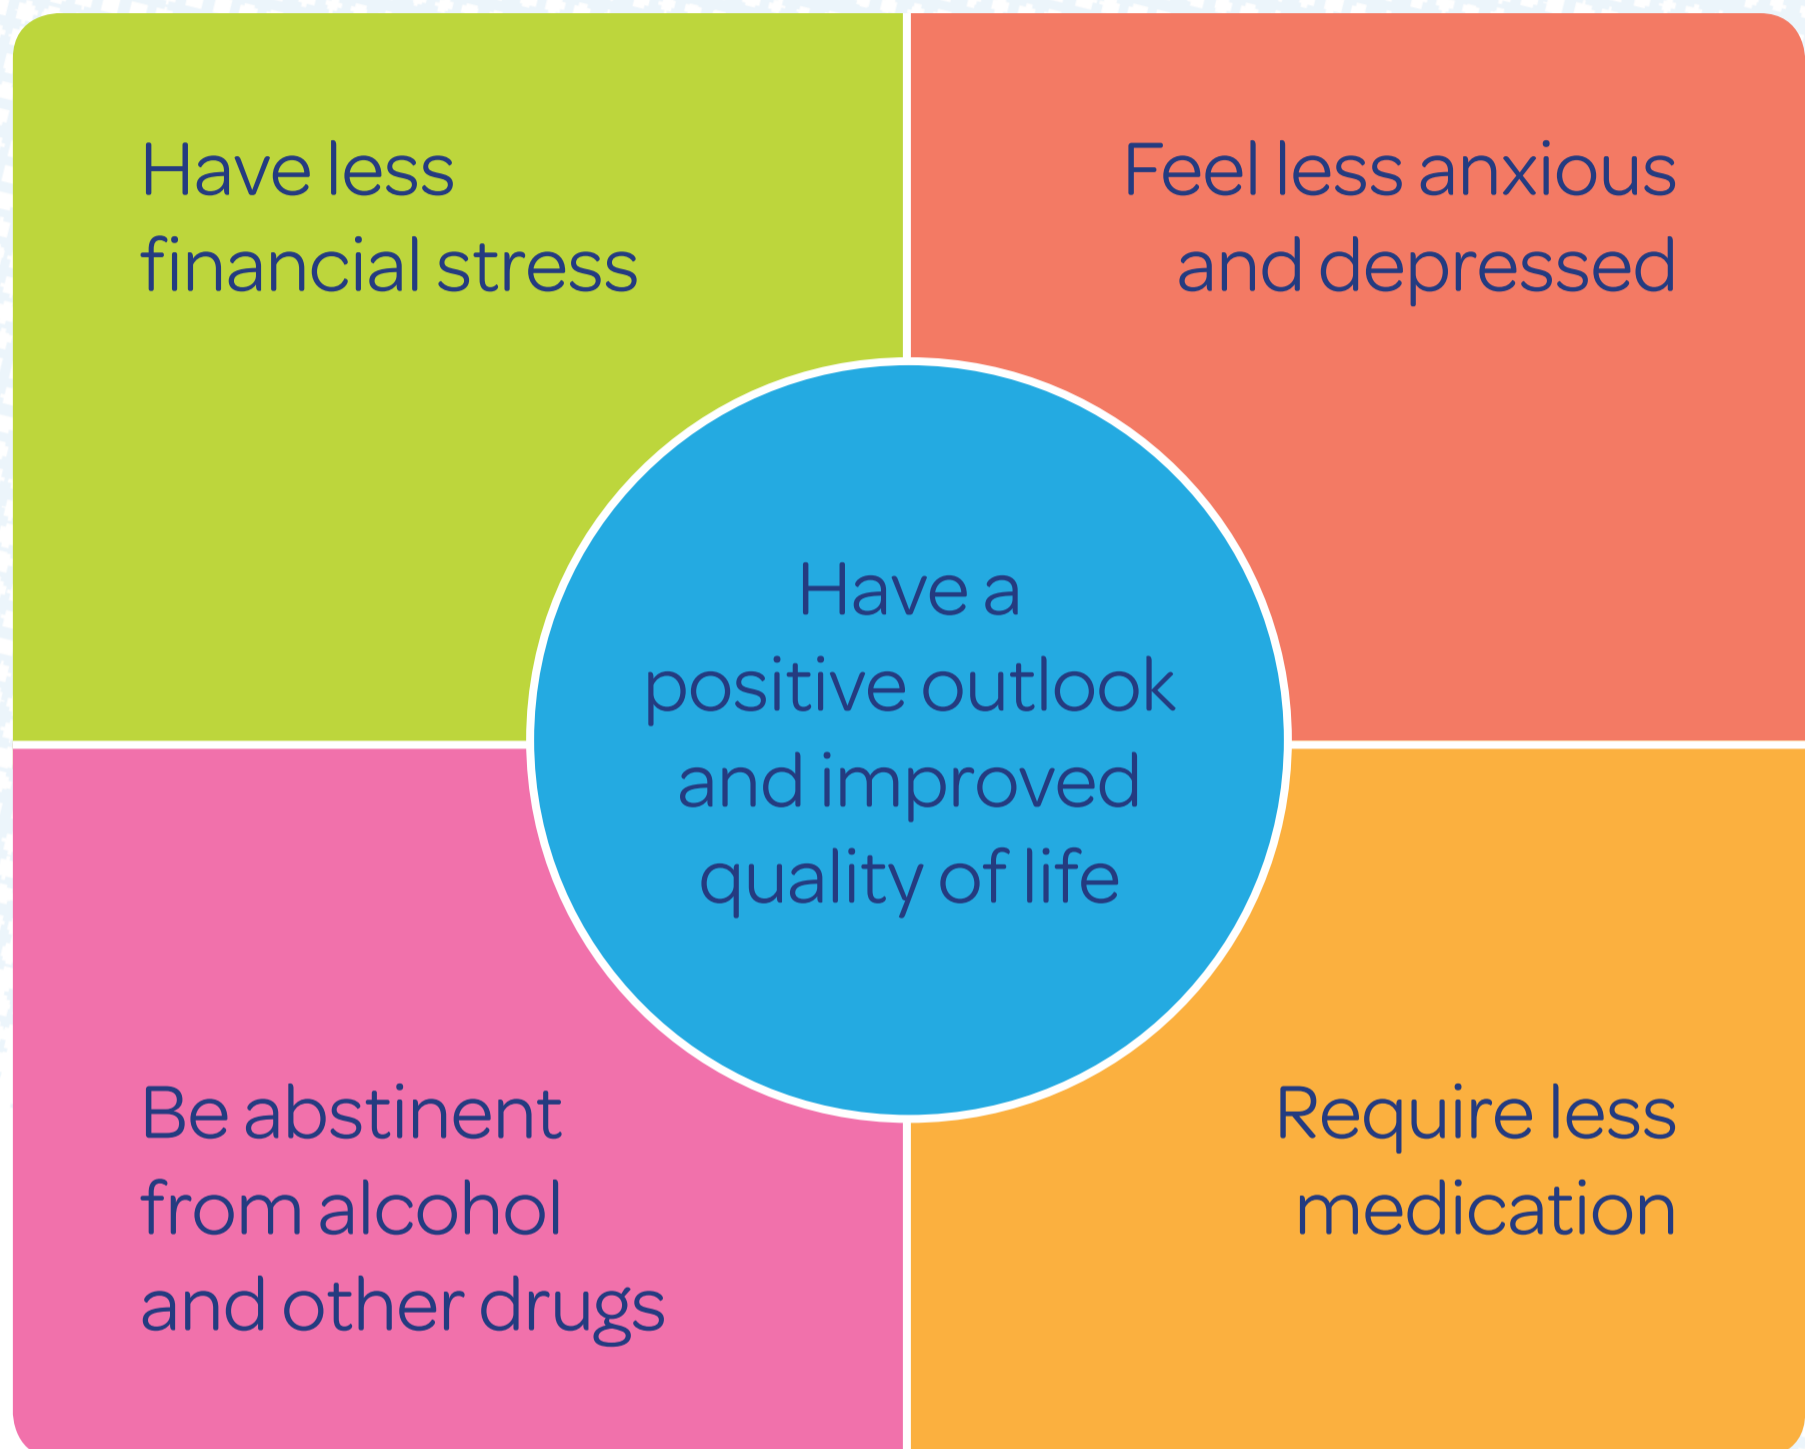 Have less
financial stress
Feel less anxious
and depressed
Have a
positive outlook
and improved
quality of life
Be abstinent
from alcohol
and other drugs
Require less
medication